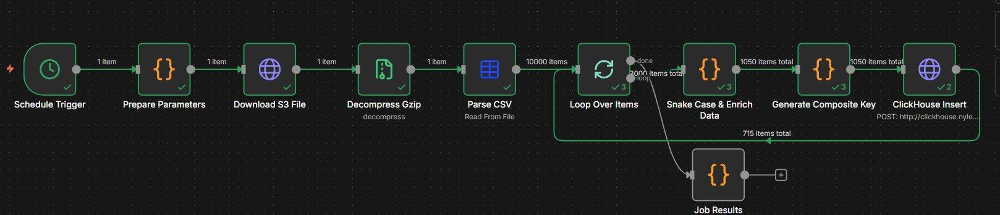 1 item
1 item
1 item
1 item
10000 items
done
3000 items total
loop
1050 items total
1050 items total
3
3
3
2
Schedule Trigger
Prepare Parameters
Download S3 File
Decompress Gzip
decompress
Parse CSV
Read From File
Loop Over Items
Snake Case & Enrich
Data
Generate Composite Key
ClickHouse Insert
POST: http://clickhouse.nyle....
715 items total
Job Results